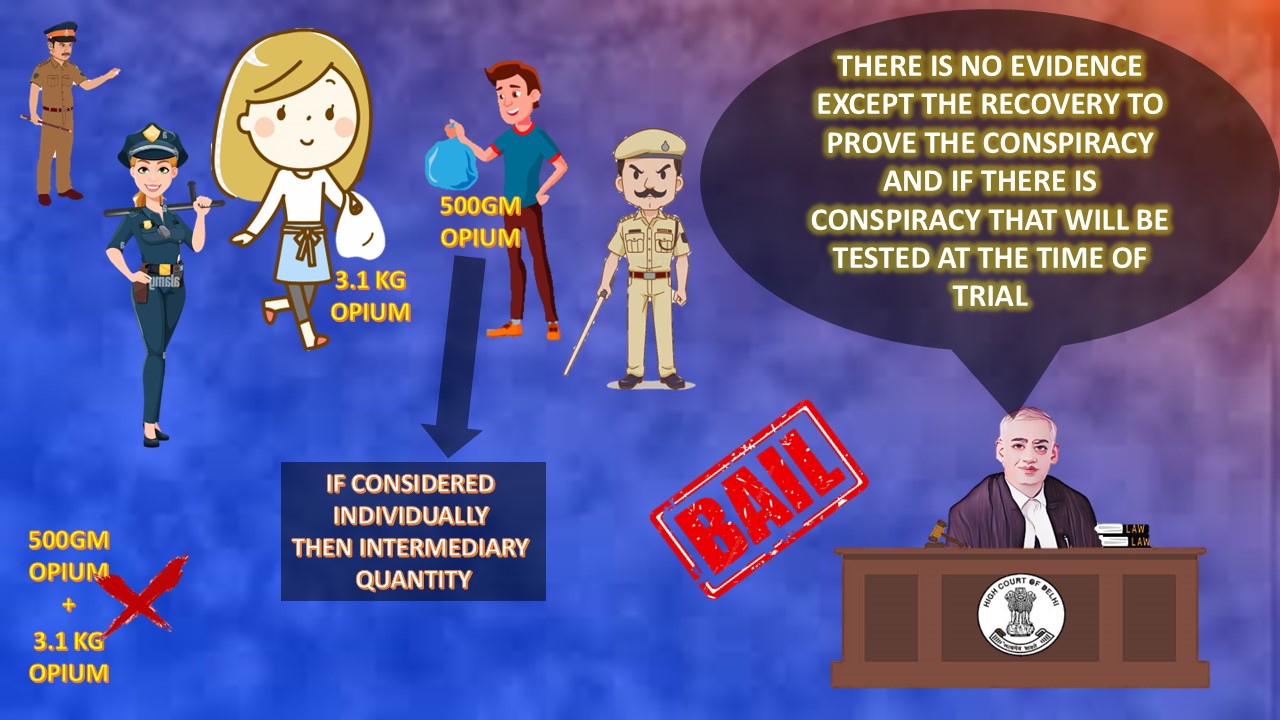 THERE IS NO EVIDENCE
EXCEPT THE RECOVERY TO
PROVE THE CONSPIRACY
AND IF THERE IS
CONSPIRACY THAT WILL BE
TESTED AT THE TIME OF
TRIAL
500GM
OPIUM
3.1 KG
OPIUM
IF CONSIDERED
INDIVIDUALLY
THEN INTERMEDIARY
QUANTITY
BAIL
500GM
OPIUM
+
3.1 KG
OPIUM
LAW
LAW
HIGH COURT OF DELHI
सत्यमेव जयते
alamy